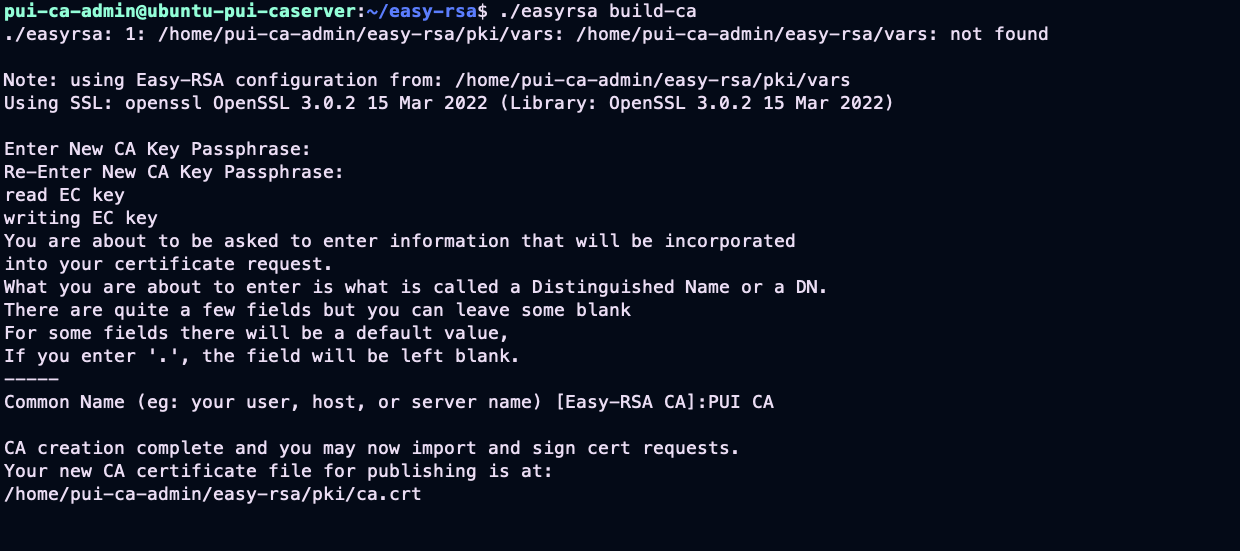 pui-ca-admin@ubuntu-pui-caserver:~/easy-rsa$ ./easyrsa build-ca
./easyrsa: 1: /home/pui-ca-admin/easy-rsa/pki/vars: /home/pui-ca-admin/easy-rsa/vars: not found
Note: using Easy-RSA configuration from: /home/pui-ca-admin/easy-rsa/pki/vars
Using SSL: openssl OpenSSL 3.0.2 15 Mar 2022 (Library: OpenSSL 3.0.2 15 Mar 2022)
Enter New CA Key Passphrase:
Re-Enter New CA Key Passphrase:
read EC key
writing EC key
You are about to be asked to enter information that will be incorporated
into your certificate request.
What you are about to enter is what is called a Distinguished Name or a DN.
There are quite a few fields but you can leave some blank
For some fields there will be a default value,
If you enter '.', the field will be left blank.
-----
Common Name (eg: your user, host, or server name) [Easy-RSA CA]:PUI CA
CA creation complete and you may now import and sign cert requests.
Your new CA certificate file for publishing is at:
/home/pui-ca-admin/easy-rsa/pki/ca.crt